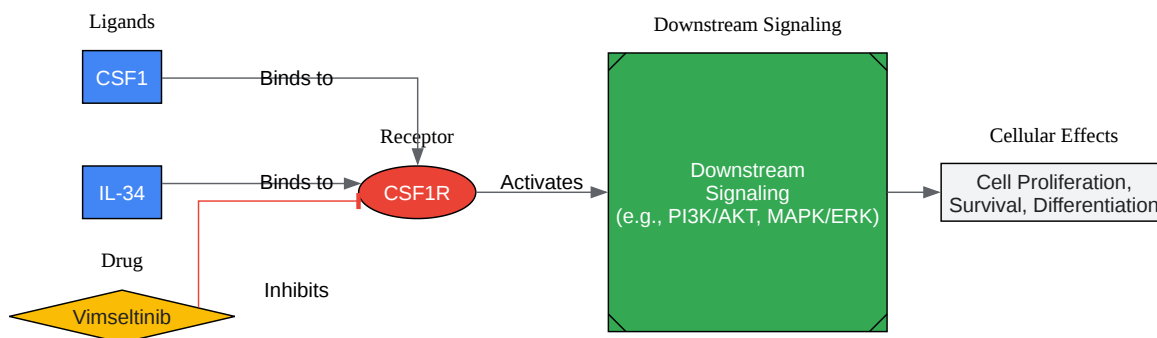 Ligands
CSF1
Binds to
IL-34
Binds to
Drug
Vimseltinib
Inhibits
Receptor
CSF1R
Activates
Downstream Signaling
Downstream
Signaling
(e.g., PI3K/AKT, MAPK/ERK)
Cellular Effects
Cell Proliferation,
Survival, Differentiation